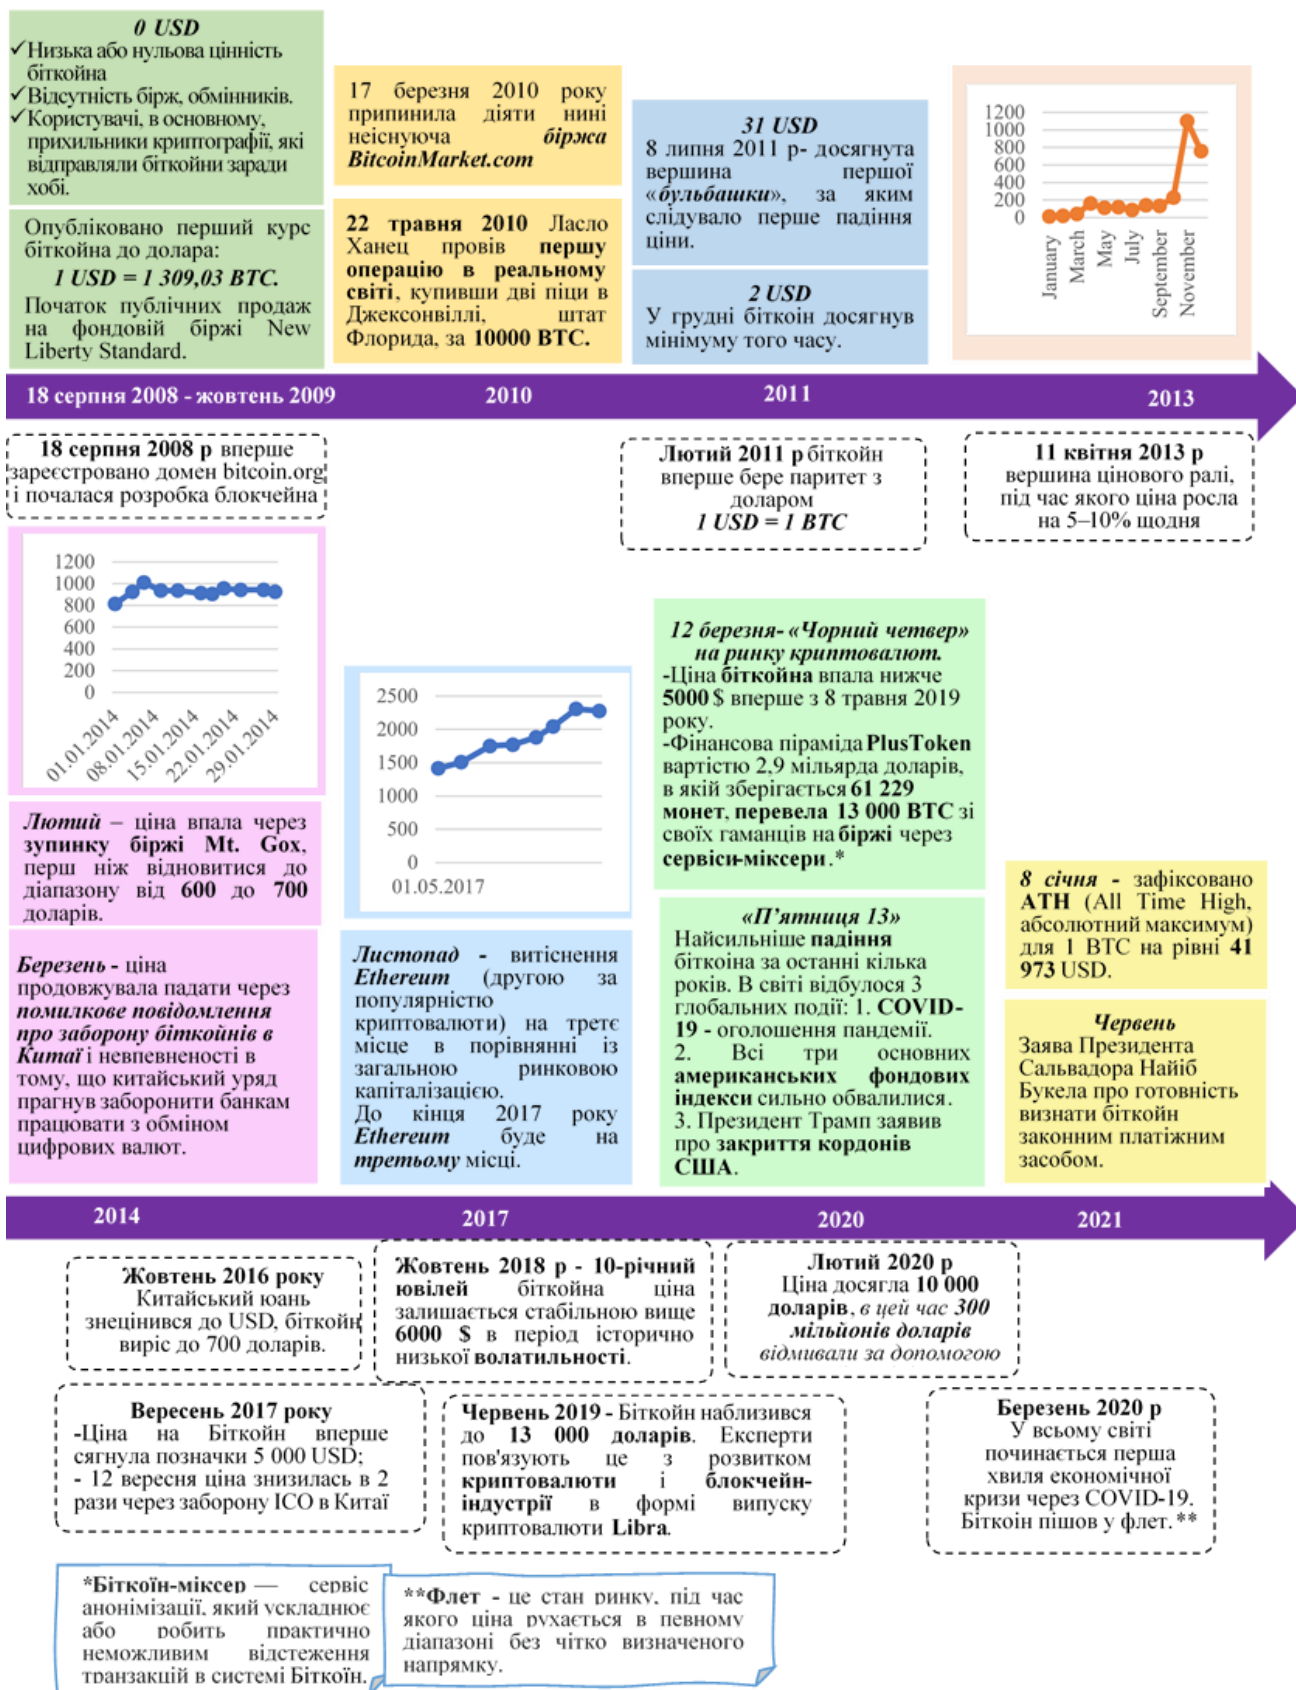 0 USD
✓Низька або нульова цінність
біткойна
✓Відсутність бірж, обмінників.
✓Користувачі, в основному,
прихильники криптографії, які
відправляли біткойни заради
хобі.
Опубліковано перший курс
біткойна до долара:
1 USD = 1 309,03 BTC.
Початок публічних продаж
на фондовій біржі New
Liberty Standard.
17 березня 2010 року
припинила діяти нині
неіснуюча біржа
BitcoinMarket.com
22 травня 2010 Ласло
Ханец провів першу
операцію в реальному
світі, купивши дві піци в
Джексонвіллі, штат
Флорида, за 10000 BTC.
31 USD
8 липня 2011 р- досягнута
вершина першої
«бульбашки», за яким
слідувало перше падіння
ціни.
2 USD
У грудні біткоін досягнув
мінімуму того часу.
1200
1000
800
600
400
200
0
January
March
May
July
September
November
18 серпня 2008 - жовтень 2009
2010
2011
2013
18 серпня 2008 р вперше
зареєстровано домен bitcoin.org
і почалася розробка блокчейна
Лютий 2011 р біткойн
вперше бере паритет з
доларом
1 USD = 1 BTC
11 квітня 2013 р
вершина цінового ралі,
під час якого ціна росла
на 5–10% щодня
1200
1000
800
600
400
200
0
01.01.2014
08.01.2014
15.01.2014
22.01.2014
29.01.2014
Лютий – ціна впала через
зупинку біржі Mt. Gox,
перш ніж відновитися до
діапазону від 600 до 700
доларів.
Березень - ціна
продовжувала падати через
помилкове повідомлення
про заборону біткойнів в
Китаї і невпевненості в
тому, що китайський уряд
прагнув заборонити банкам
працювати з обміном
цифрових валют.
2500
2000
1500
1000
500
0
01.05.2017
Листопад - витіснення
Ethereum (другою за
популярністю
криптовалюти) на третє
місце в порівнянні із
загальною ринковою
капіталізацією.
До кінця 2017 року
Ethereum буде на
третьому місці.
12 березня- «Чорний четвер»
на ринку криптовалют.
-Ціна біткойна впала нижче
5000 $ вперше з 8 травня 2019
року.
-Фінансова піраміда PlusToken
вартістю 2,9 мільярда доларів,
в якій зберігається 61 229
монет, перевела 13 000 BTC зі
своїх гаманців на біржі через
сервіси-міксери.*
«П’ятниця 13»
Найсильніше падіння
біткоіна за останні кілька
років. В світі відбулося 3
глобальних події: 1. COVID-
19 - оголошення пандемії.
2. Всі три основних
американських фондових
індекси сильно обвалилися.
3. Президент Трамп заявив
про закриття кордонів
США.
8 січня - зафіксовано
ATH (All Time High,
абсолютний максимум)
для 1 BTC на рівні 41
973 USD.
Червень
Заява Президента
Сальвадора Найіб
Букела про готовність
визнати біткойн
законним платіжним
засобом.
2014
2017
2020
2021
Жовтень 2016 року
Китайський юань
знецінився до USD, біткойн
виріс до 700 доларів.
Жовтень 2018 р - 10-річний
ювілей біткойна ціна
залишається стабільною вище
6000 $ в період історично
низької волатильності.
Лютий 2020 р
Ціна досягла 10 000
доларів, в цей час 300
мільйонів доларів
відмивали за допомогою
Вересень 2017 року
-Ціна на Біткойн вперше
сягнула позначки 5 000 USD;
- 12 вересня ціна знизилась в 2
рази через заборону ICO в Китаї
Червень 2019 - Біткойн наблизився
до 13 000 доларів. Експерти
пов'язують це з розвитком
криптовалюти і блокчейн-
індустрії в формі випуску
криптовалюти Libra.
Березень 2020 р
У всьому світі
починається перша
хвиля економічної
кризи через COVID-19.
Біткоін пішов у флет.**
*Біткоїн-міксер — сервіс
анонімізації, який ускладнює
або робить практично
неможливим відстеження
транзакцій в системі Біткоїн.
**Флет - це стан ринку, під час
якого ціна рухається в певному
діапазоні без чітко визначеного
напрямку.